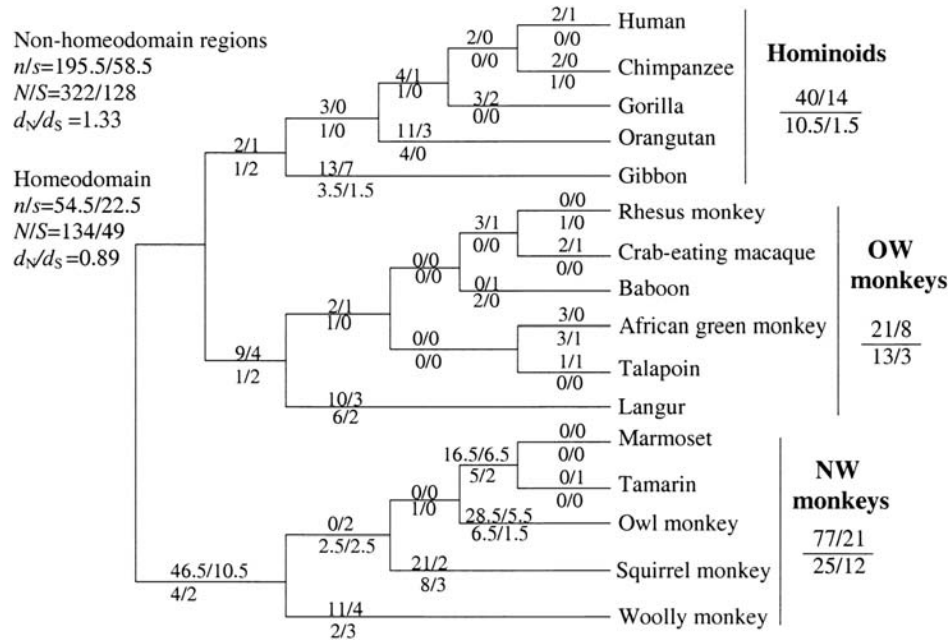 Non-homeodomain regions
n/s=195.5/58.5
N/S=322/128
dN/dS =1.33
Homeodomain
n/s=54.5/22.5
N/S=134/49
dN/dS=0.89
2/1
Human
0/0
2/0
0/0
2/0
Chimpanzee
1/0
4/1
1/0
3/2
Gorilla
0/0
3/0
1/0
11/3
Orangutan
4/0
2/1
1/2
13/7
Gibbon
3.5/1.5
Hominoids
40/14
10.5/1.5
0/0
Rhesus monkey
1/0
3/1
0/0
2/1
Crab-eating macaque
0/0
0/0
0/0
0/1
Baboon
2/0
2/1
1/0
3/0
African green monkey
3/1
0/0
0/0
1/1
Talapoin
0/0
9/4
1/2
10/3
Langur
6/2
OW
monkeys
21/8
13/3
0/0
Marmoset
0/0
16.5/6.5
5/2
0/1
Tamarin
0/0
0/0
1/0
28.5/5.5
Owl monkey
6.5/1.5
0/2
2.5/2.5
21/2
Squirrel monkey
8/3
46.5/10.5
4/2
11/4
Woolly monkey
2/3
NW
monkeys
77/21
25/12